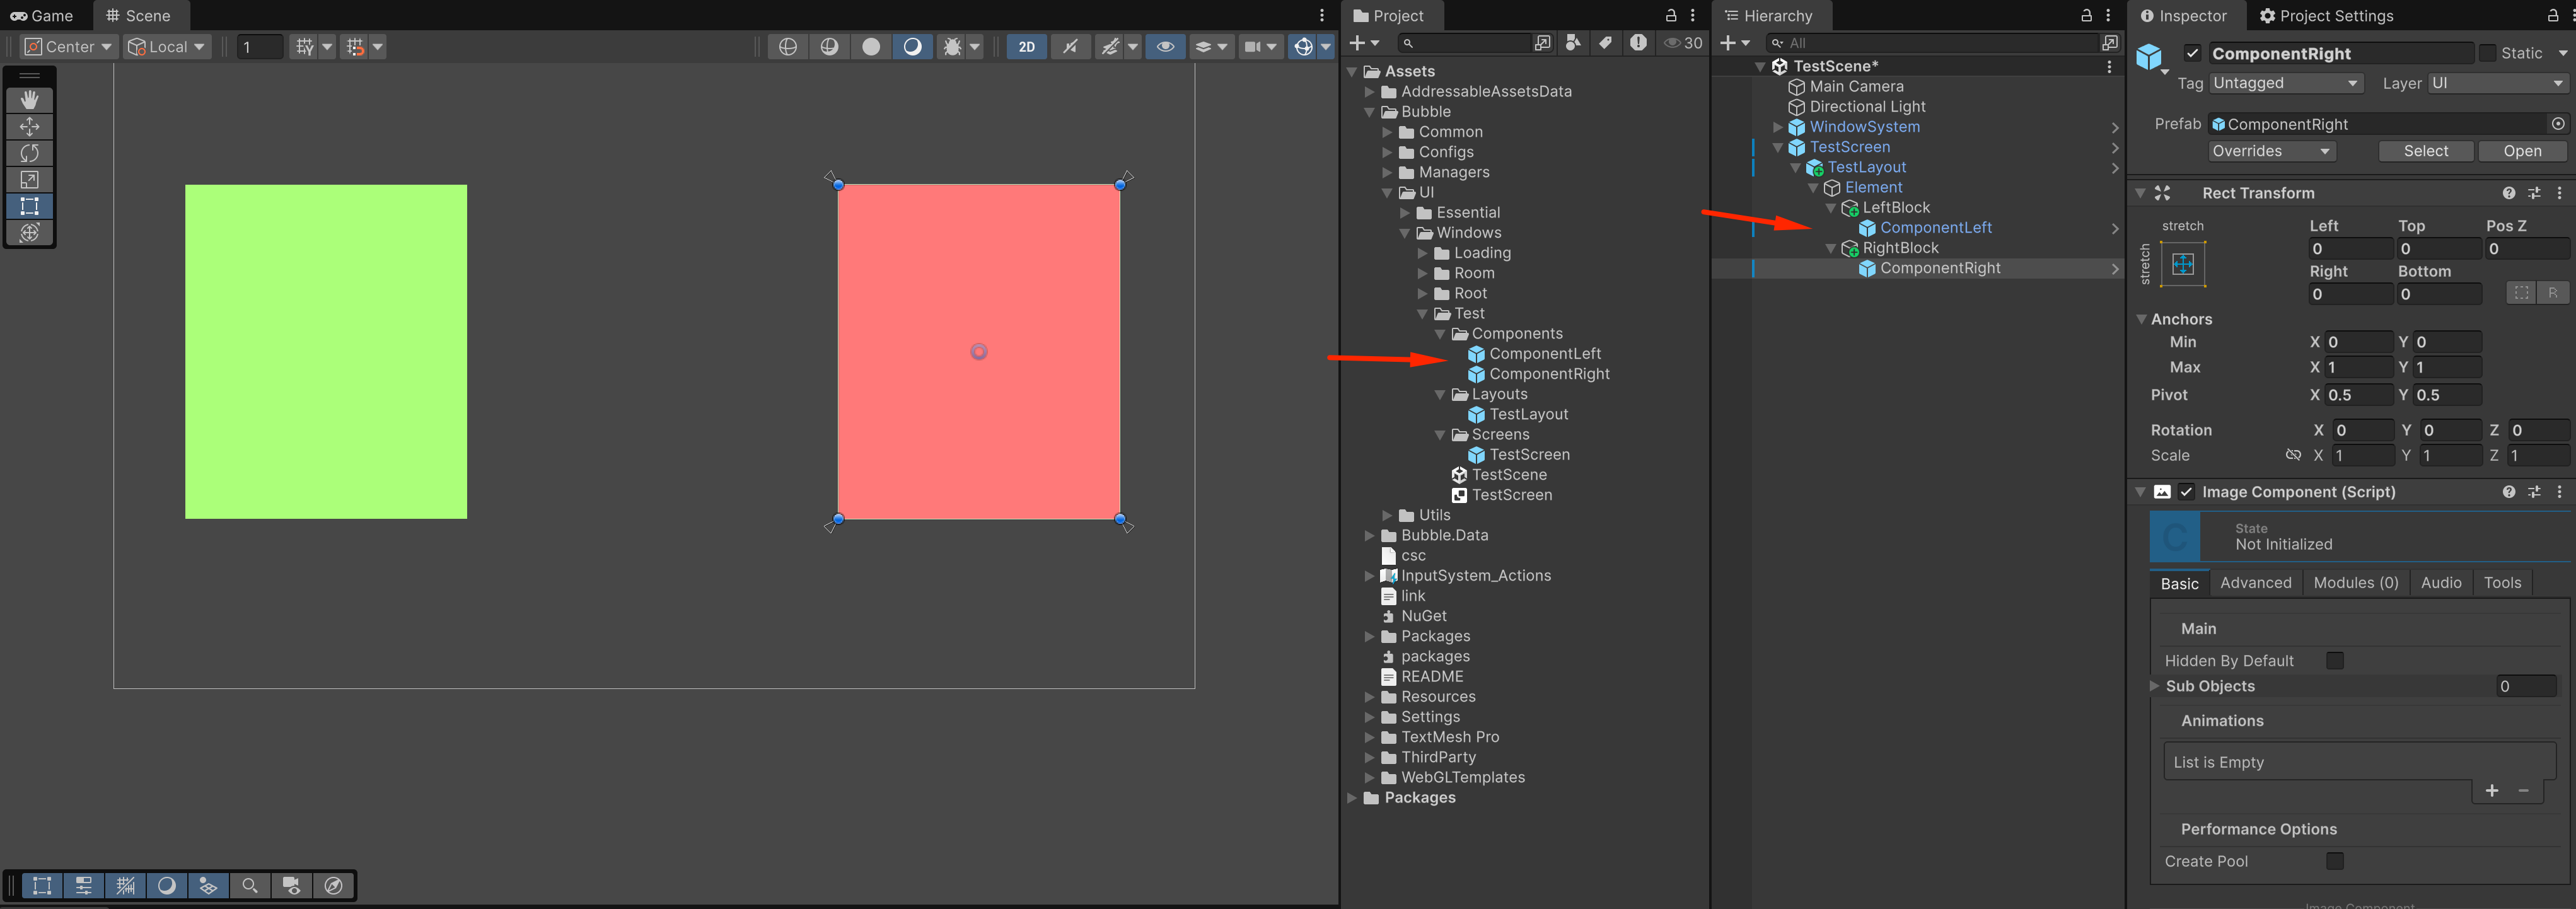 Game
Scene
Center
Local
1
2D
Project
30
Assets
AddressableAssetsData
Bubble
Common
Configs
Managers
UI
Essential
Windows
Loading
Room
Root
Test
Components
ComponentLeft
ComponentRight
Layouts
TestLayout
Screens
TestScreen
TestScene
TestScreen
Utils
Bubble.Data
csc
InputSystem_Actions
link
NuGet
Packages
packages
README
Resources
Settings
TextMesh Pro
ThirdParty
WebGLTemplates
Packages
Hierarchy
All
TestScene*
Main Camera
Directional Light
WindowSystem
TestScreen
TestLayout
Element
LeftBlock
ComponentLeft
RightBlock
ComponentRight
Inspector
Project Settings
ComponentRight
Static
Tag Untagged Layer UI
Prefab ComponentRight
Overrides Select Open
Rect Transform
stretch
stretch
Left Top Pos Z
0 0 0
Right Bottom
0 0
R
Anchors
Min X 0 Y 0
Max X 1 Y 1
Pivot X 0.5 Y 0.5
Rotation X 0 Y 0 Z 0
Scale X 1 Y 1 Z 1
Image Component (Script)
C
State
Not Initialized
Basic Advanced Modules (0) Audio Tools
Main
Hidden By Default
Sub Objects 0
Animations
List is Empty
Performance Options
Create Pool
Image Component